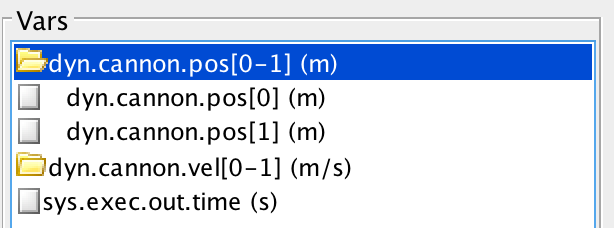 Vars
dyn.cannon.pos[0-1] (m)
dyn.cannon.pos[0] (m)
dyn.cannon.pos[1] (m)
dyn.cannon.vel[0-1] (m/s)
sys.exec.out.time (s)